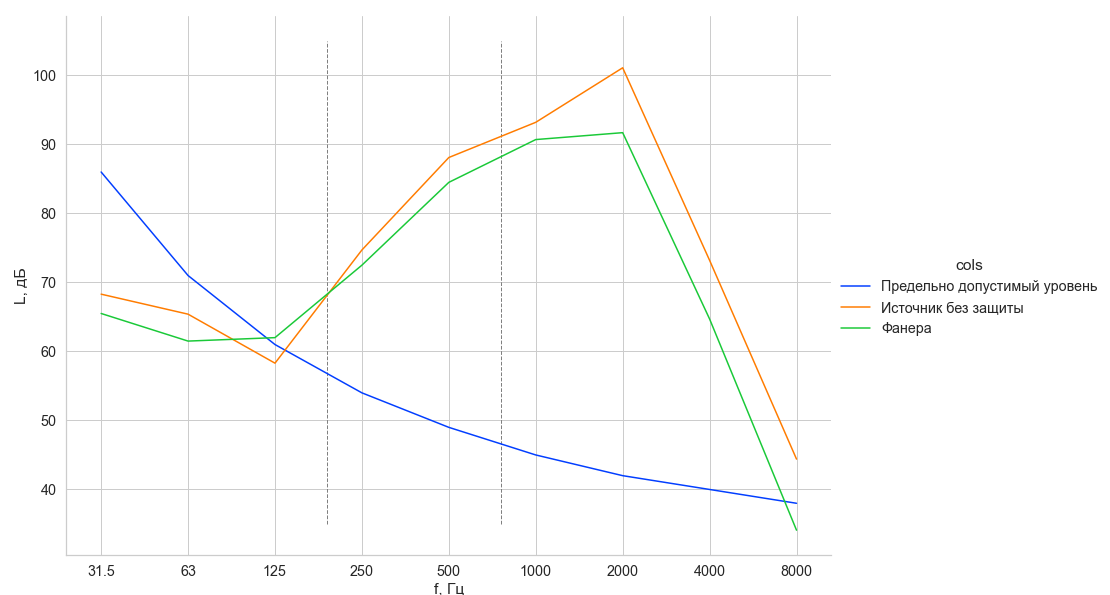 100
90
80
70
60
50
40
L, дБ
31.5 63 125 250 500 1000 2000 4000 8000
f, Гц
cols
Предельно допустимый уровень
Источник без защиты
Фанера